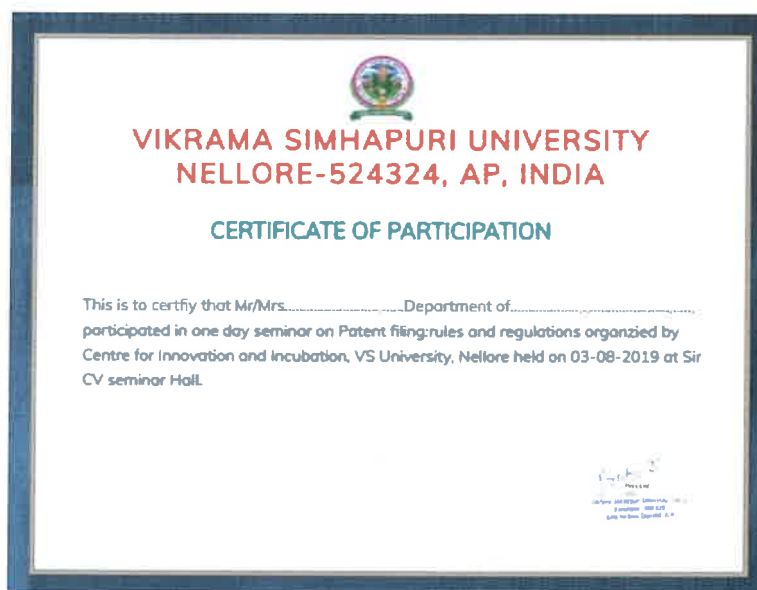 VIKRAMA SIMHAPURI UNIVERSITY
NELLORE-524324, AP, INDIA
CERTIFICATE OF PARTICIPATION
This is to certfiy that Mr/Mrs..............................Department of..............................................
participated in one day seminar on Patent filing:rules and regulations organzied by
Centre for Innovation and Incubation, VS University, Nellore held on 03-08-2019 at Sir
CV seminar Hall.